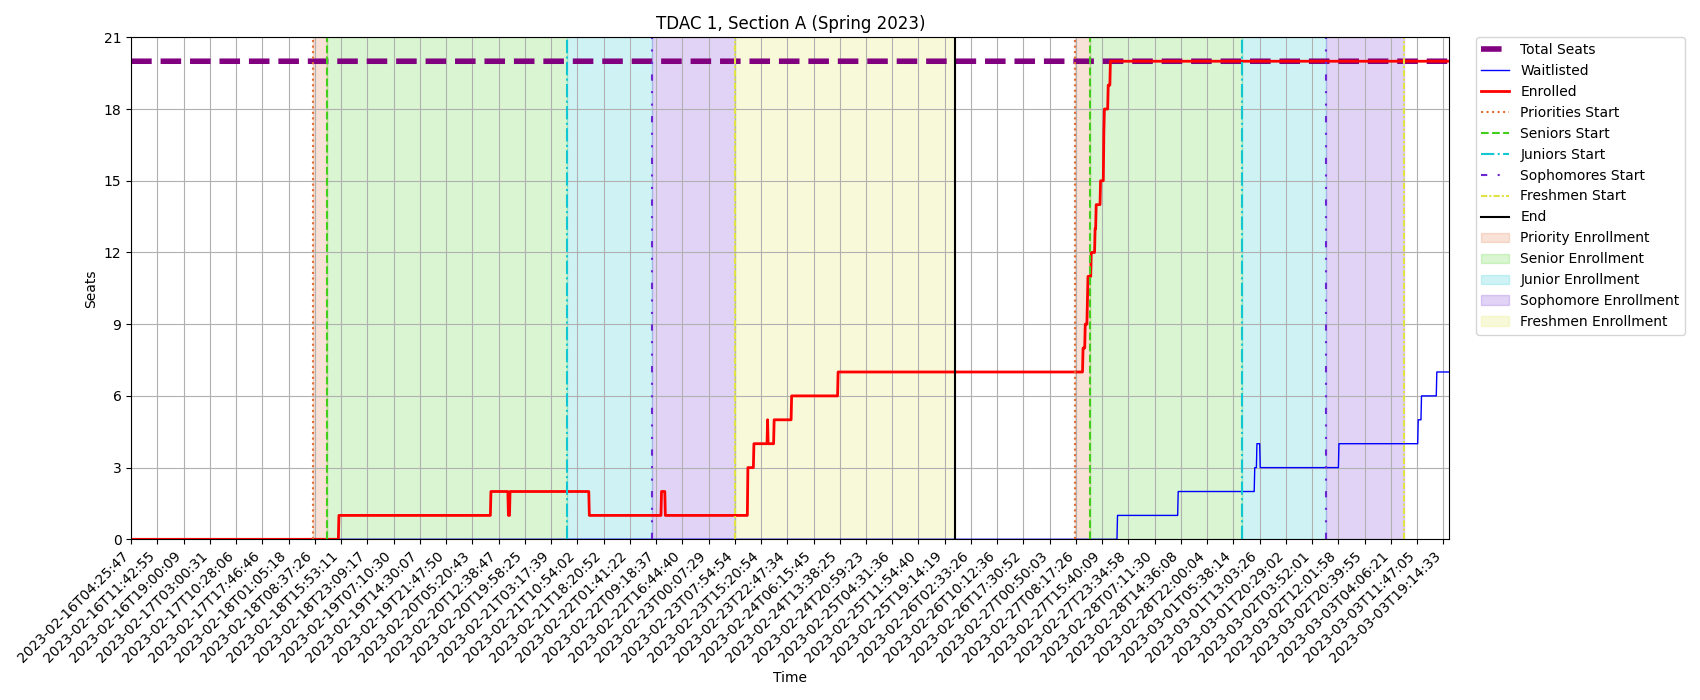 TDAC 1, Section A (Spring 2023)
21
18
15
12
9
6
3
0
Seats
2023-02-16T04:25:47
2023-02-16T11:42:55
2023-02-16T19:00:09
2023-02-17T03:00:31
2023-02-17T10:28:06
2023-02-17T17:46:46
2023-02-18T01:05:18
2023-02-18T08:37:26
2023-02-18T15:53:11
2023-02-18T23:09:17
2023-02-19T07:10:30
2023-02-19T14:30:07
2023-02-19T21:47:50
2023-02-20T05:20:43
2023-02-20T12:38:47
2023-02-20T19:58:25
2023-02-21T03:17:39
2023-02-21T10:54:02
2023-02-21T18:20:52
2023-02-22T01:41:22
2023-02-22T09:18:37
2023-02-22T16:44:40
2023-02-23T00:07:29
2023-02-23T07:54:54
2023-02-23T15:20:54
2023-02-23T22:47:34
2023-02-24T06:15:45
2023-02-24T13:38:25
2023-02-24T20:59:23
2023-02-25T04:31:36
2023-02-25T11:54:40
2023-02-25T19:14:19
2023-02-26T02:33:26
2023-02-26T10:12:36
2023-02-26T17:30:52
2023-02-27T00:50:03
2023-02-27T08:17:26
2023-02-27T15:40:09
2023-02-27T23:34:58
2023-02-28T07:11:30
2023-02-28T14:36:08
2023-02-28T22:00:04
2023-03-01T05:38:14
2023-03-01T13:03:26
2023-03-01T20:29:02
2023-03-02T03:52:01
2023-03-02T12:01:58
2023-03-02T20:39:55
2023-03-03T04:06:21
2023-03-03T11:47:05
2023-03-03T19:14:33
Time
Total Seats
Waitlisted
Enrolled
Priorities Start
Seniors Start
Juniors Start
Sophomores Start
Freshmen Start
End
Priority Enrollment
Senior Enrollment
Junior Enrollment
Sophomore Enrollment
Freshmen Enrollment